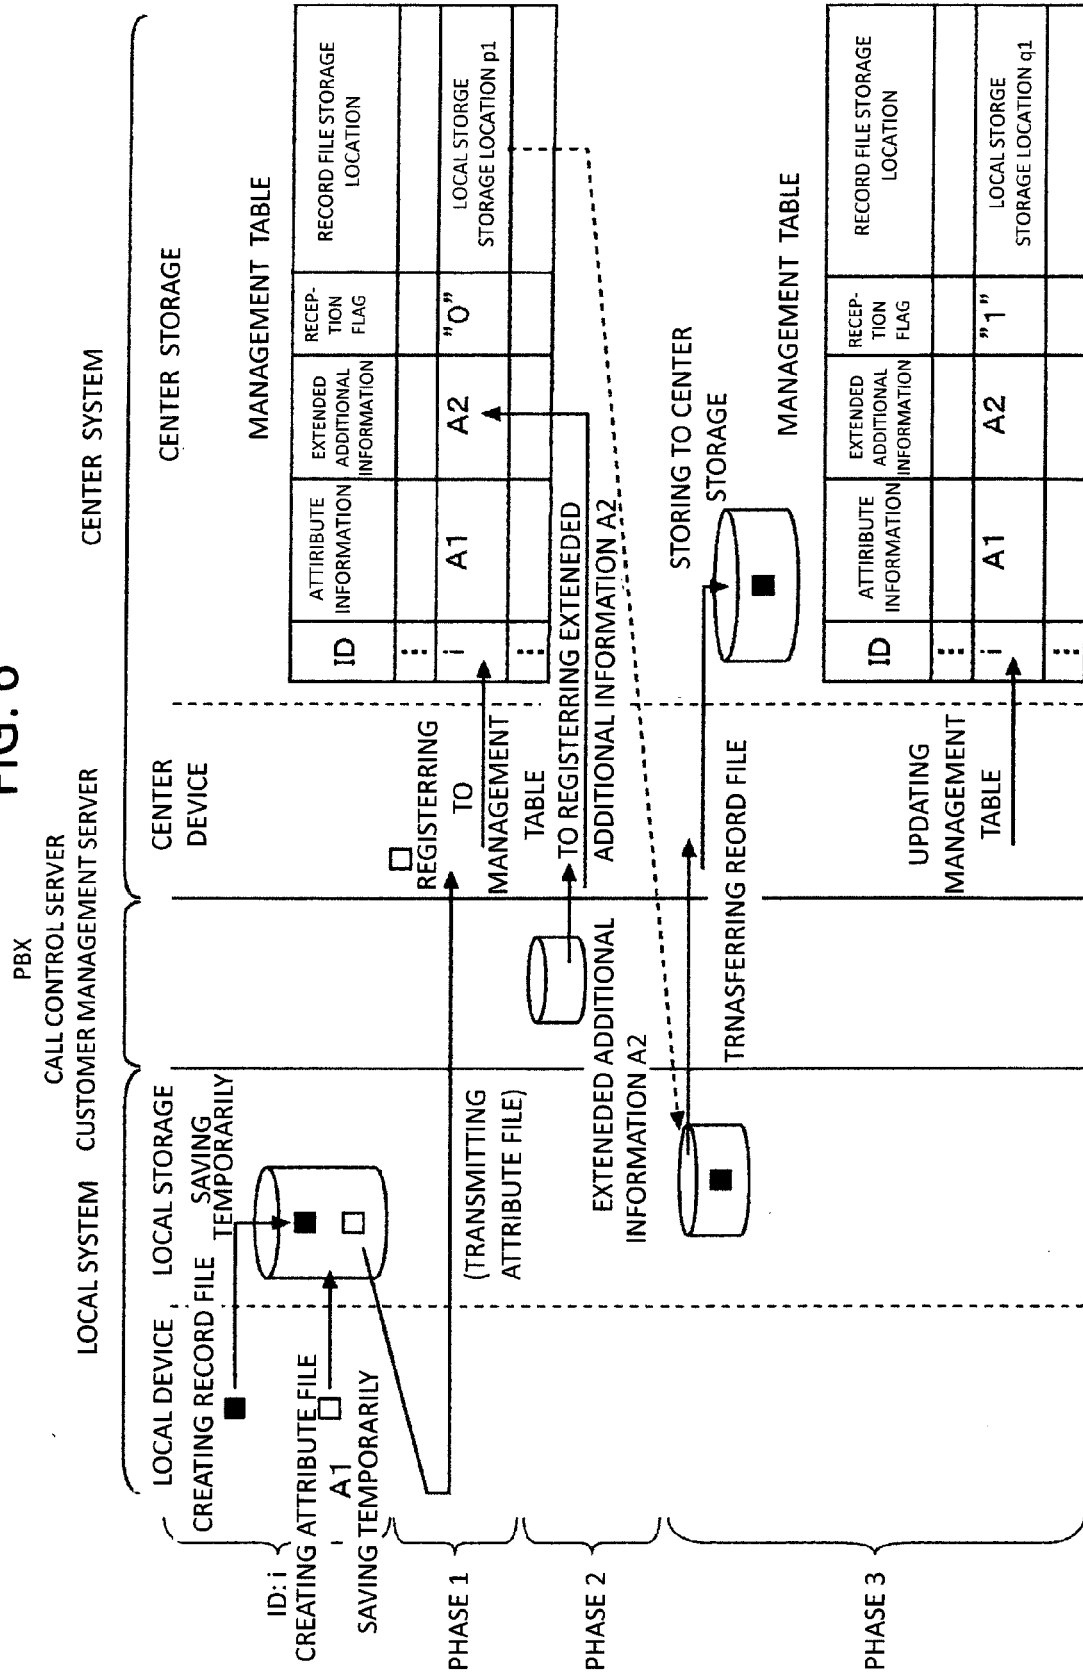 FIG. 6
PBX
CALL CONTROL SERVER
LOCAL SYSTEM CUSTOMER MANAGEMENT SERVER
CENTER SYSTEM
LOCAL DEVICE
LOCAL STORAGE
CENTER
DEVICE
CENTER STORAGE
CREATING RECORD FILE
SAVING
TEMPORARILY
ID: i
CREATING ATTRIBUTE FILE
A1
SAVING TEMPORARILY
MANAGEMENT TABLE
ID
ATTIRIBUTE
INFORMATION
EXTENDED
ADDITIONAL
INFORMATION
RECEP-
TION
FLAG
RECORD FILE STORAGE
LOCATION
⋮
i
A1
A2
"0"
LOCAL STORGE
STORAGE LOCATION p1
⋮
PHASE 1
(TRANSMITTING
ATTRIBUTE FILE)
REGISTERRING
TO
MANAGEMENT
TABLE
PHASE 2
EXTENEDED ADDITIONAL
INFORMATION A2
TO REGISTERRING EXTENEDED
ADDITIONAL INFORMATION A2
PHASE 3
TRNASFERRING REORD FILE
STORING TO CENTER
STORAGE
UPDATING
MANAGEMENT
TABLE
MANAGEMENT TABLE
ID
ATTIRIBUTE
INFORMATION
EXTENDED
ADDITIONAL
INFORMATION
RECEP-
TION
FLAG
RECORD FILE STORAGE
LOCATION
⋮
i
A1
A2
"1"
LOCAL STORGE
STORAGE LOCATION q1
⋮